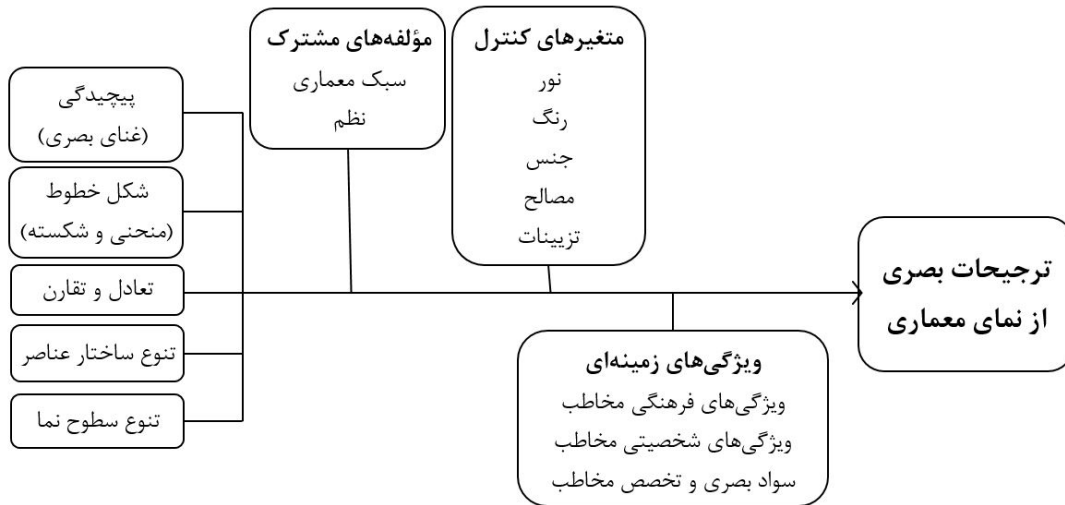 مؤلفه‌های مشترک
سبک معماری
نظم
متغیرهای کنترل
نور
رنگ
جنس
مصالح
تزیینات
پیچیدگی
(غنای بصری)
شکل خطوط
(منحنی و شکسته)
تعادل و تقارن
تنوع ساختار عناصر
تنوع سطوح نما
ترجیحات بصری
از نمای معماری
ویژگی‌های زمینه‌ای
ویژگی‌های فرهنگی مخاطب
ویژگی‌های شخصیتی مخاطب
سواد بصری و تخصص مخاطب